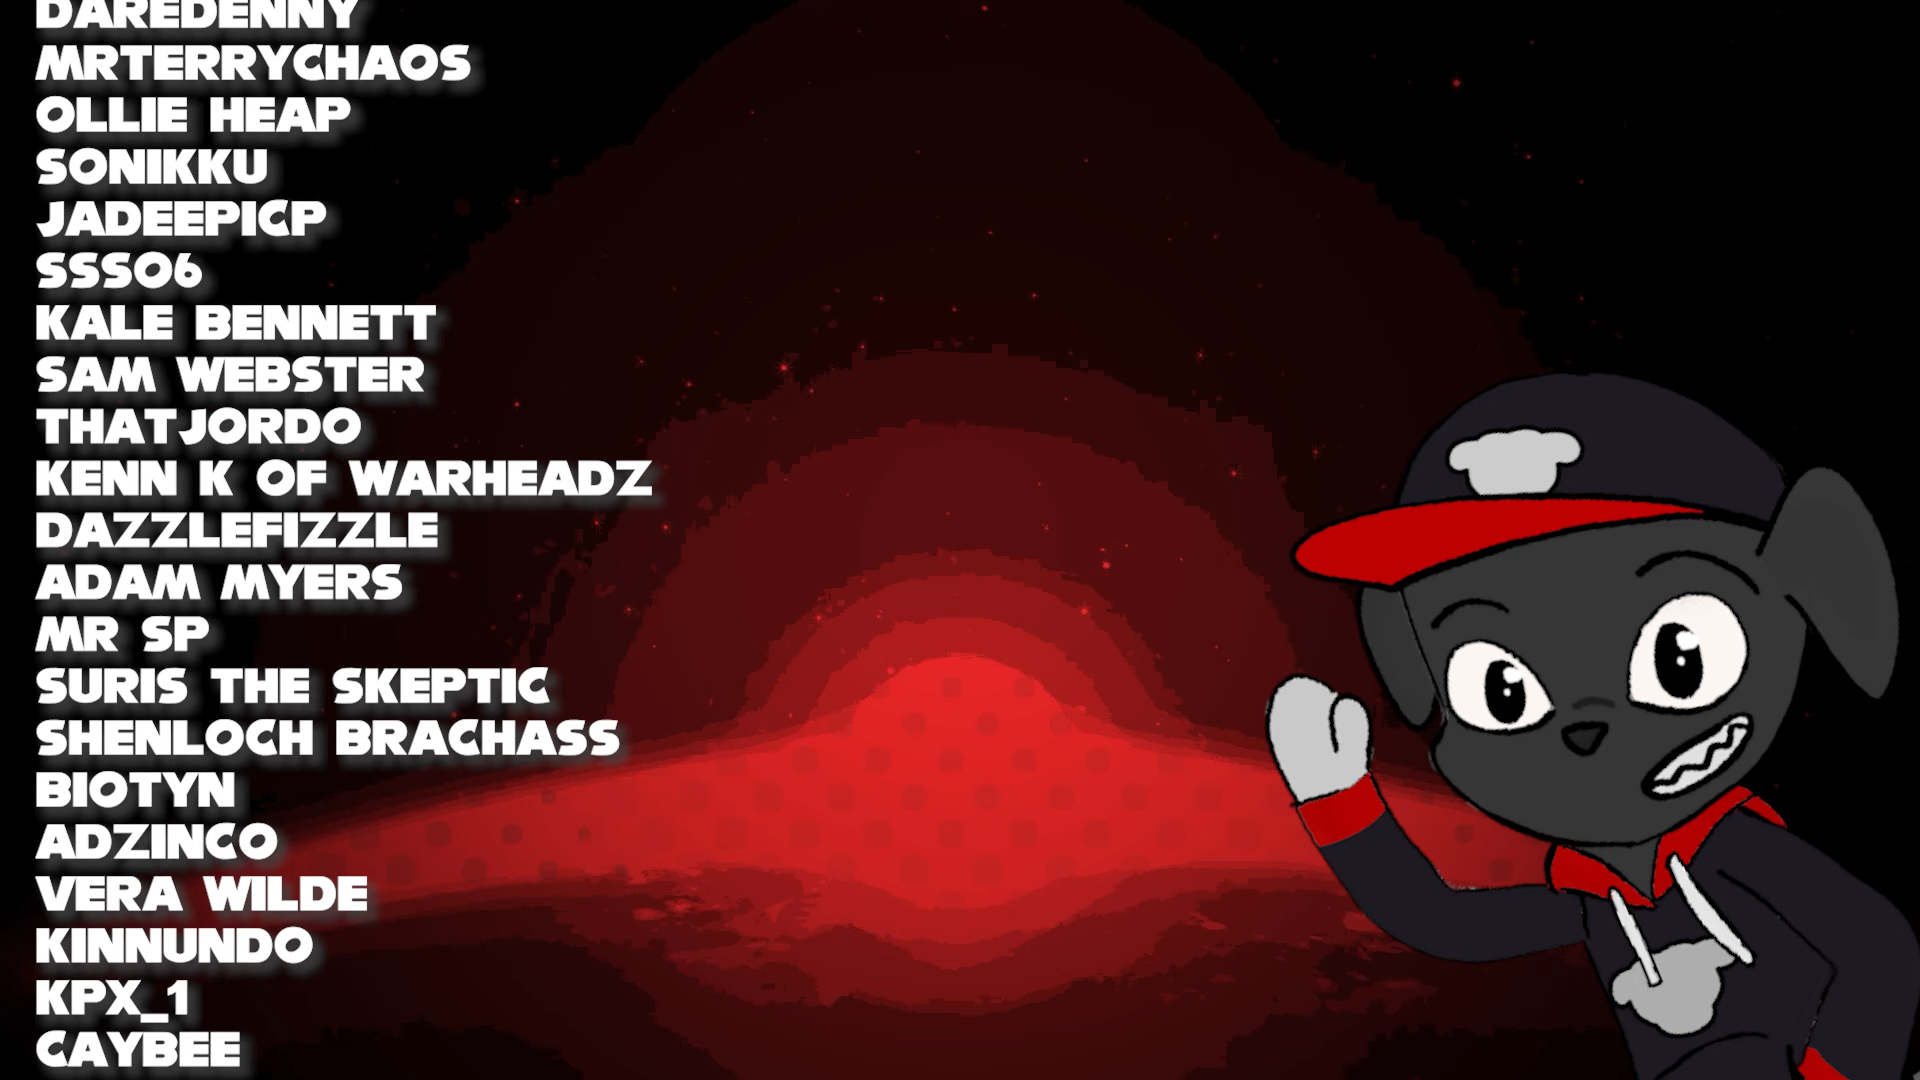 DAREDENNY
MRTERRYCHAOS
OLLIE HEAP
SONIKKU
JADEEPICP
SSSO6
KALE BENNETT
SAM WEBSTER
THATJORDO
KENN K OF WARHEADZ
DAZZLEFIZZLE
ADAM MYERS
MR SP
SURIS THE SKEPTIC
SHENLOCH BRACHASS
BIOTYN
ADZINCO
VERA WILDE
KINNUNDO
KPX_1
CAYBEE